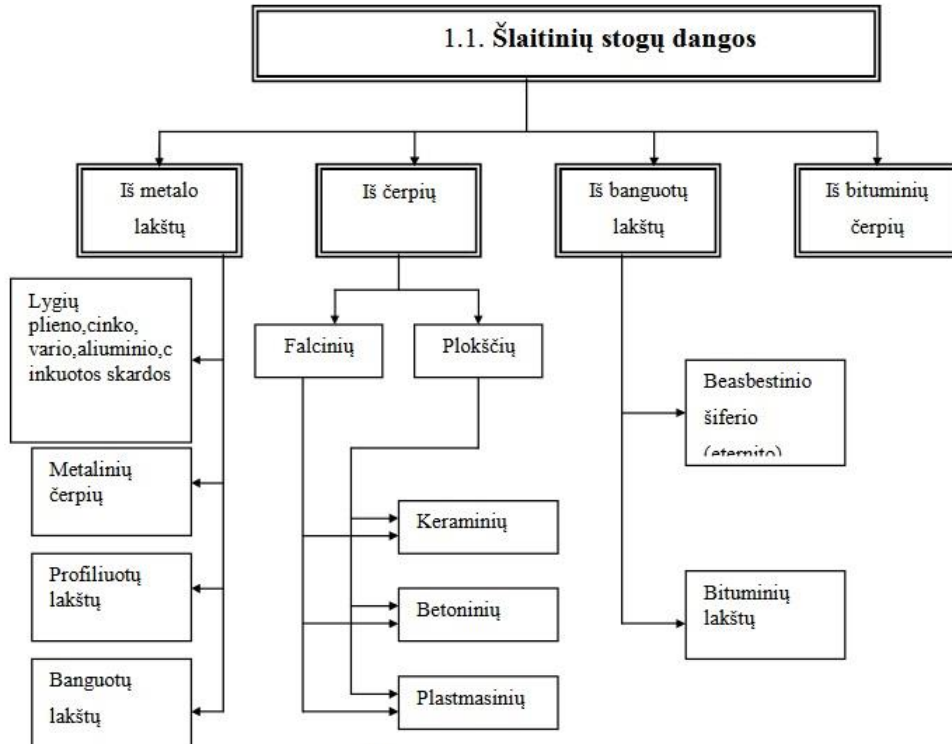 1.1. Šlaitinių stogų dangos
Iš metalo
lakštų
Iš čerpių
Iš banguotų
lakštų
Iš bituminių
čerpių
Lygių
plieno,cinko,
vario,aliuminio,c
inkuotos skardos
Falcinių
Plokščių
Beasbestinio
šiferio
(eternito)
Metalinių
čerpių
Keraminių
Profiliuotų
lakštų
Betoninių
Bituminių
lakštų
Banguotų
lakštų
Plastmasinių